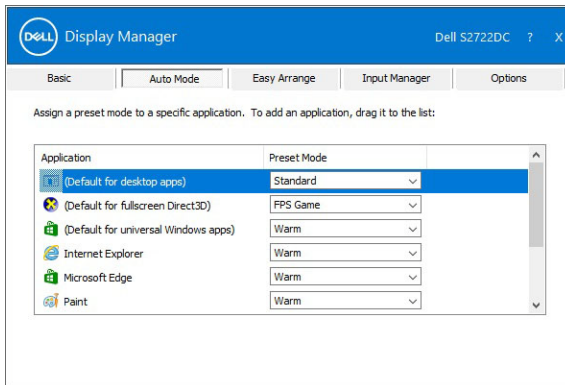 DELL Display Manager Dell S2722DC ? X
Basic Auto Mode Easy Arrange Input Manager Options
Assign a preset mode to a specific application. To add an application, drag it to the list:
Application Preset Mode
(Default for desktop apps) Standard
(Default for fullscreen Direct3D) FPS Game
(Default for universal Windows apps) Warm
Internet Explorer Warm
Microsoft Edge Warm
Paint Warm